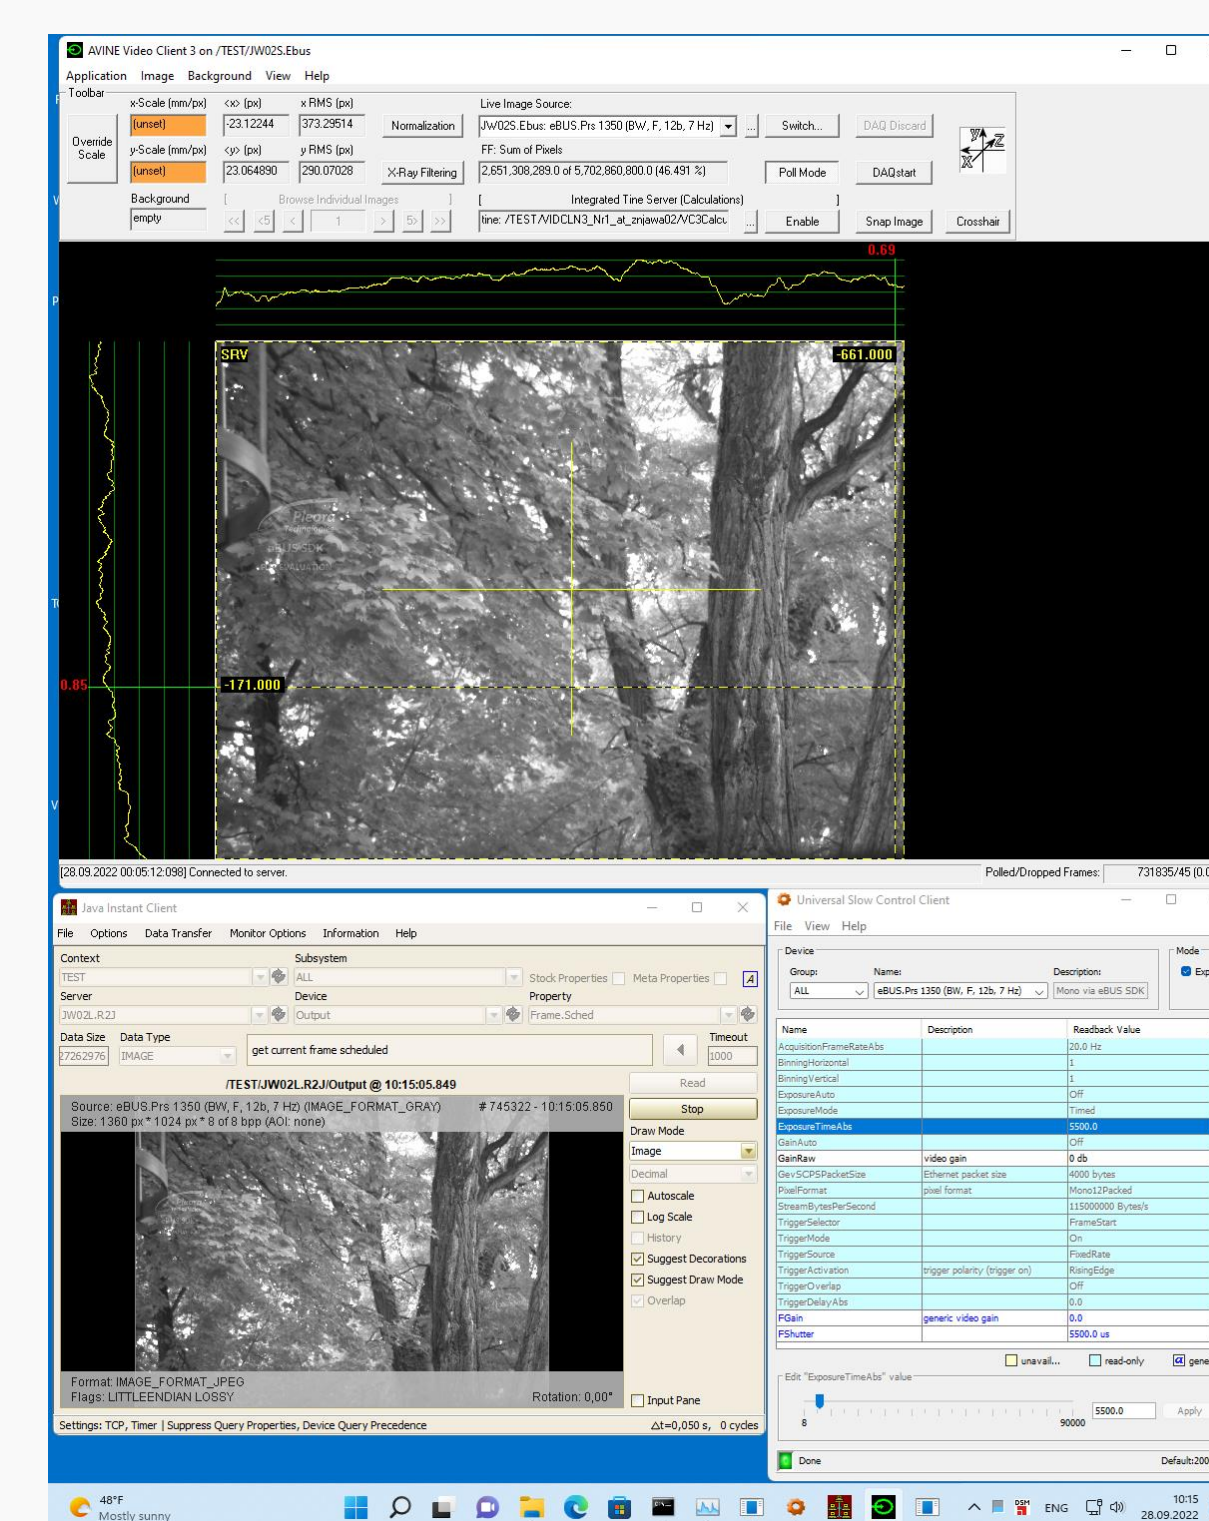 AVINE Video Client 3 on /TEST/JW02S.Ebus
Application Image Background View Help
Toolbar
x-Scale (mm/px) <x> (px) x RMS (px) Live Image Source:
Override Scale
(unset) -23.12244 373.29514 Normalization JW02S.Ebus: eBUS.Prs 1350 (BW, F, 12b, 7 Hz) ... Switch... DAQ Discard
y-Scale (mm/px) <y> (px) y RMS (px) FF: Sum of Pixels
(unset) 23.064890 290.07028 X-Ray Filtering 2,651,308,289.0 of 5,702,860,800.0 (46.491 %) Poll Mode DAQstart
Y Z X
Background [ Browse Individual Images ] [ Integrated Tine Server (Calculations) ]
empty << <5 < 1 > 5> >> tine: /TEST/VIDCLN3_Nr1_at_znjawa02/VC3Calcu ... Enable Snap Image Crosshair
0.69
SRV -661.000
Pleora
eBUS SDK
0.85 -171.000
[28.09.2022 00:05:12:098] Connected to server. Polled/Dropped Frames: 731835/45 (0.0
Java Instant Client
File Options Data Transfer Monitor Options Information Help
Context Subsystem
TEST ALL Stock Properties Meta Properties A
Server Device Property
JW02L.R2J Output Frame.Sched
Data Size Data Type Timeout
27262976 IMAGE get current frame scheduled 1000
/TEST/JW02L.R2J/Output @ 10:15:05.849 Read
Source: eBUS.Prs 1350 (BW, F, 12b, 7 Hz) (IMAGE_FORMAT_GRAY) # 745322 - 10:15:05.850
Size: 1360 px * 1024 px * 8 of 8 bpp (AOI: none)
Stop
Draw Mode
Image
Decimal
Autoscale
Log Scale
History
Suggest Decorations
Suggest Draw Mode
Overlap
Format: IMAGE_FORMAT_JPEG
Flags: LITTLEENDIAN LOSSY Rotation: 0,00°
Input Pane
Settings: TCP, Timer | Suppress Query Properties, Device Query Precedence Δt=0,050 s, 0 cycles
Universal Slow Control Client
File View Help
Device Mode
Group: Name: Description: Exp
ALL eBUS.Prs 1350 (BW, F, 12b, 7 Hz) Mono via eBUS SDK
Name Description Readback Value
AcquisitionFrameRateAbs 20.0 Hz
BinningHorizontal 1
BinningVertical 1
ExposureAuto Off
ExposureMode Timed
ExposureTimeAbs 5500.0
GainAuto Off
GainRaw video gain 0 db
GevSCPSPacketSize Ethernet packet size 4000 bytes
PixelFormat pixel format Mono12Packed
StreamBytesPerSecond 115000000 Bytes/s
TriggerSelector FrameStart
TriggerMode On
TriggerSource FixedRate
TriggerActivation trigger polarity (trigger on) RisingEdge
TriggerOverlap Off
TriggerDelayAbs 0.0
FGain generic video gain 0.0
FShutter 5500.0 us
unavail... read-only a gene
Edit "ExposureTimeAbs" value
8 90000 5500.0 Apply
Done Default:200
48°F
Mostly sunny
DSM ENG 10:15
28.09.2022